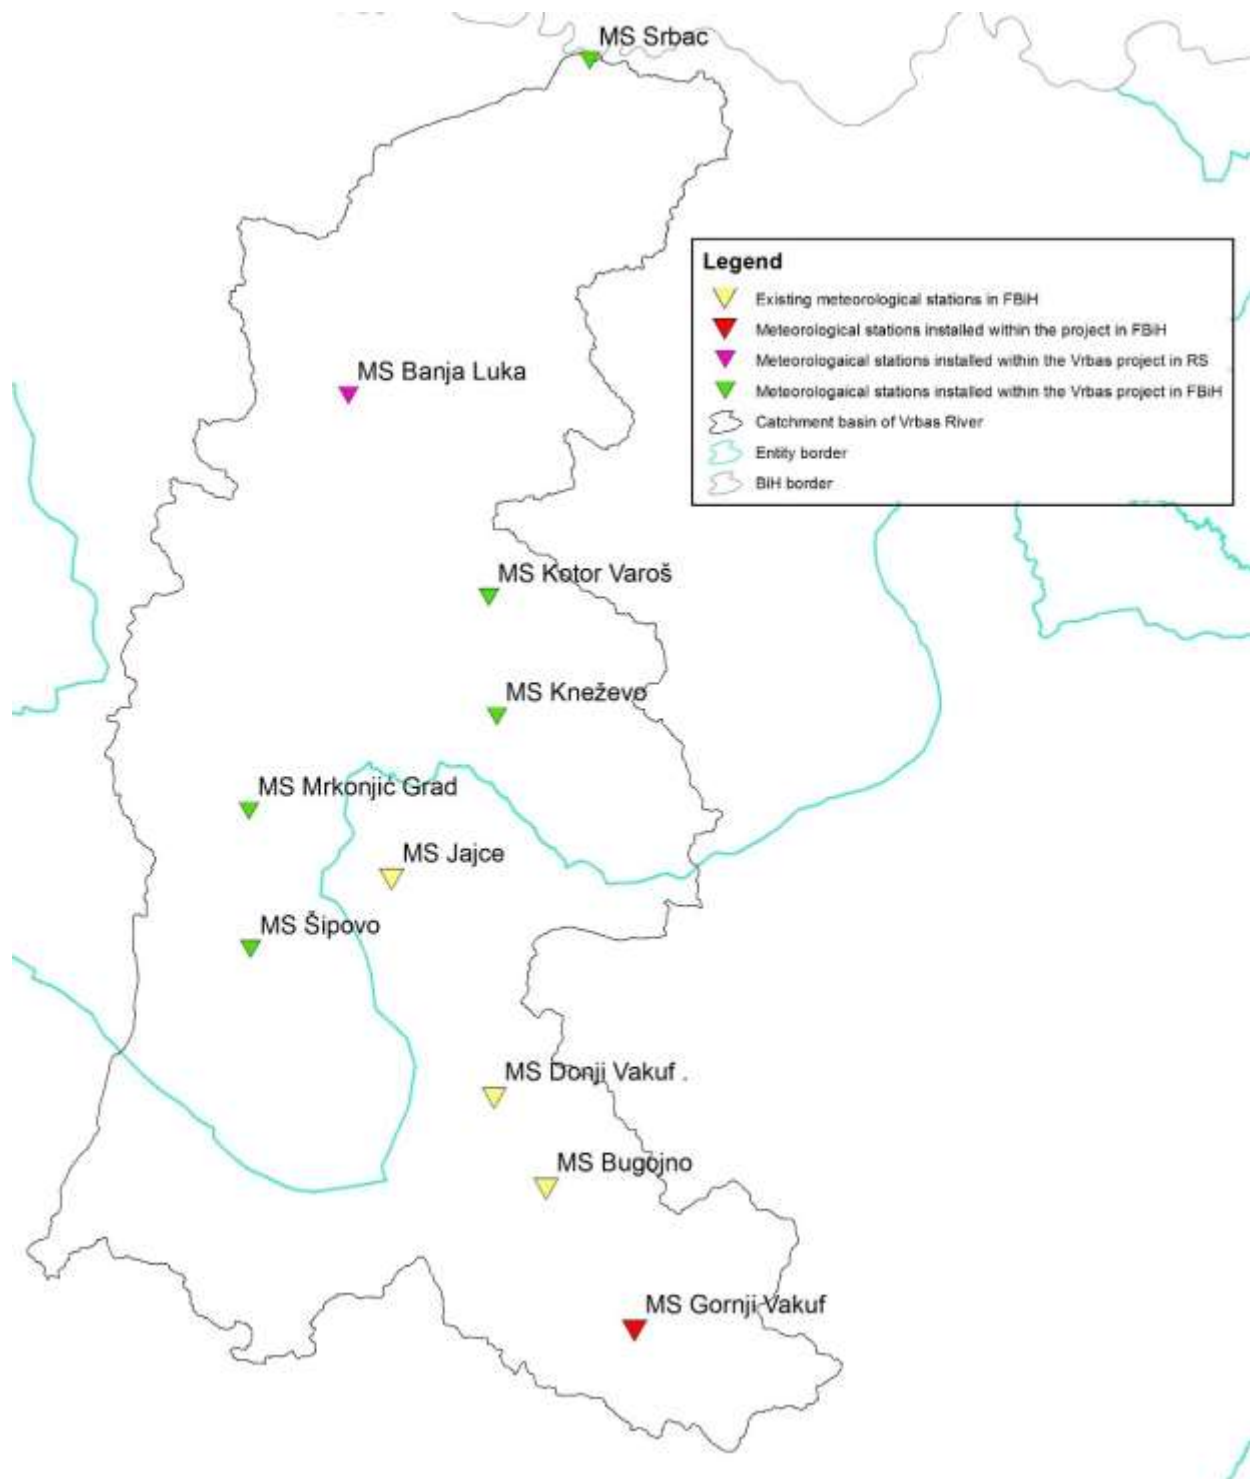 MS Srbac
Legend
Existing meteorological stations in FBiH
Meteorological stations installed within the project in FBiH
Meteorologaical stations installed within the Vrbas project in RS
Meteorologaical stations installed within the Vrbas project in FBiH
Catchment basin of Vrbas River
Entity border
BiH border
MS Banja Luka
MS Kotor Varoš
MS Kneževo
MS Mrkonjić Grad
MS Jajce
MS Šipovo
MS Donji Vakuf .
MS Bugojno
MS Gornji Vakuf